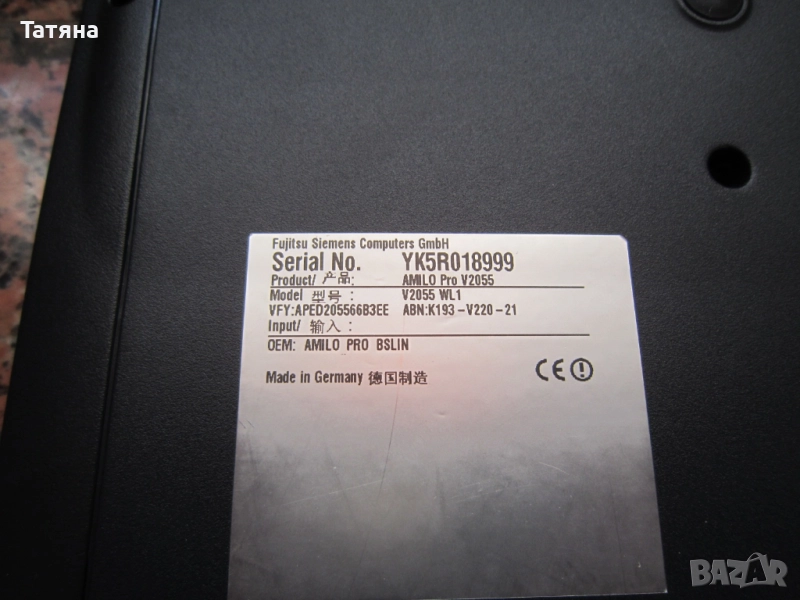 Татяна
Fujitsu Siemens Computers GmbH
Serial No. YK5R018999
Product/ 产品: AMILO Pro V2055
Model 型号: V2055 WL1
VFY:APED205566B3EE ABN:K193-V220-21
Input/ 输入:
OEM: AMILO PRO BSLIN
Made in Germany 德国制造 CE
BAZAR